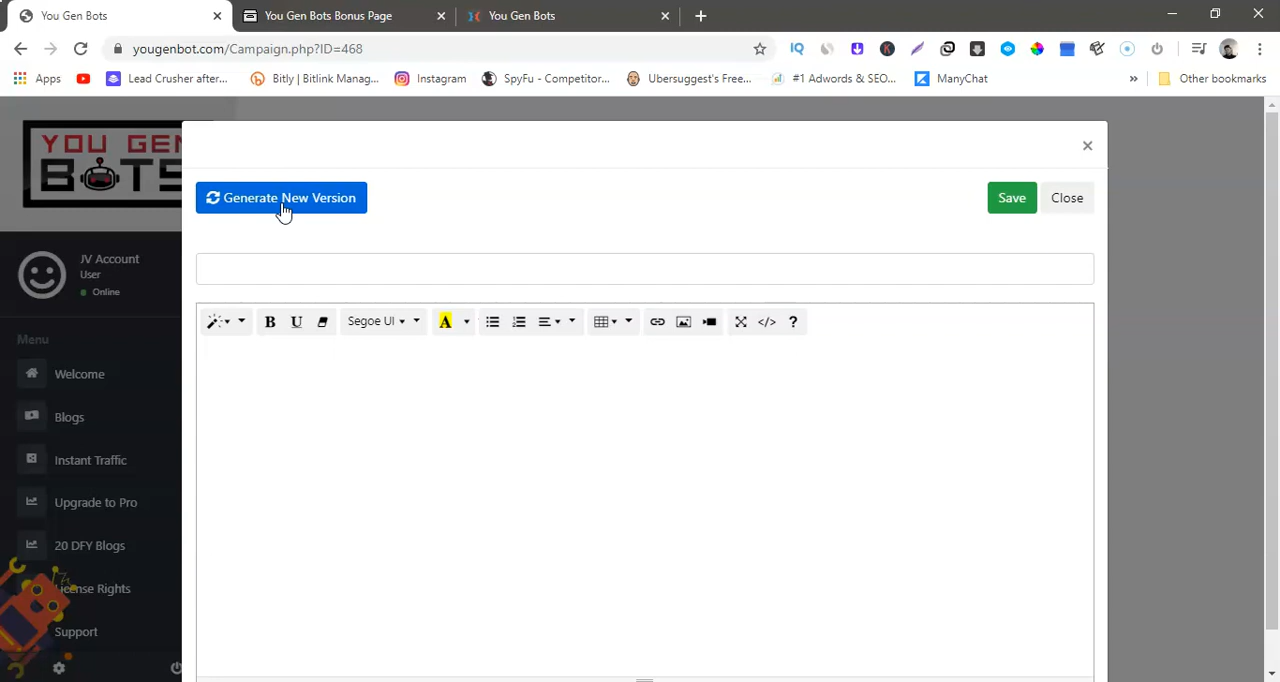 You Gen Bots
You Gen Bots Bonus Page
You Gen Bots
yougenbot.com/Campaign.php?ID=468
IQ
K
Apps
Lead Crusher after...
Bitly | Bitlink Manag...
Instagram
SpyFu - Competitor...
Ubersuggest's Free...
#1 Adwords & SEO...
ManyChat
»
Other bookmarks
YOU GEN
BOTS
×
Generate New Version
Save
Close
JV Account
User
Online
B
U
Segoe UI
A
</>
?
Menu
Welcome
Blogs
Instant Traffic
Upgrade to Pro
20 DFY Blogs
License Rights
Support